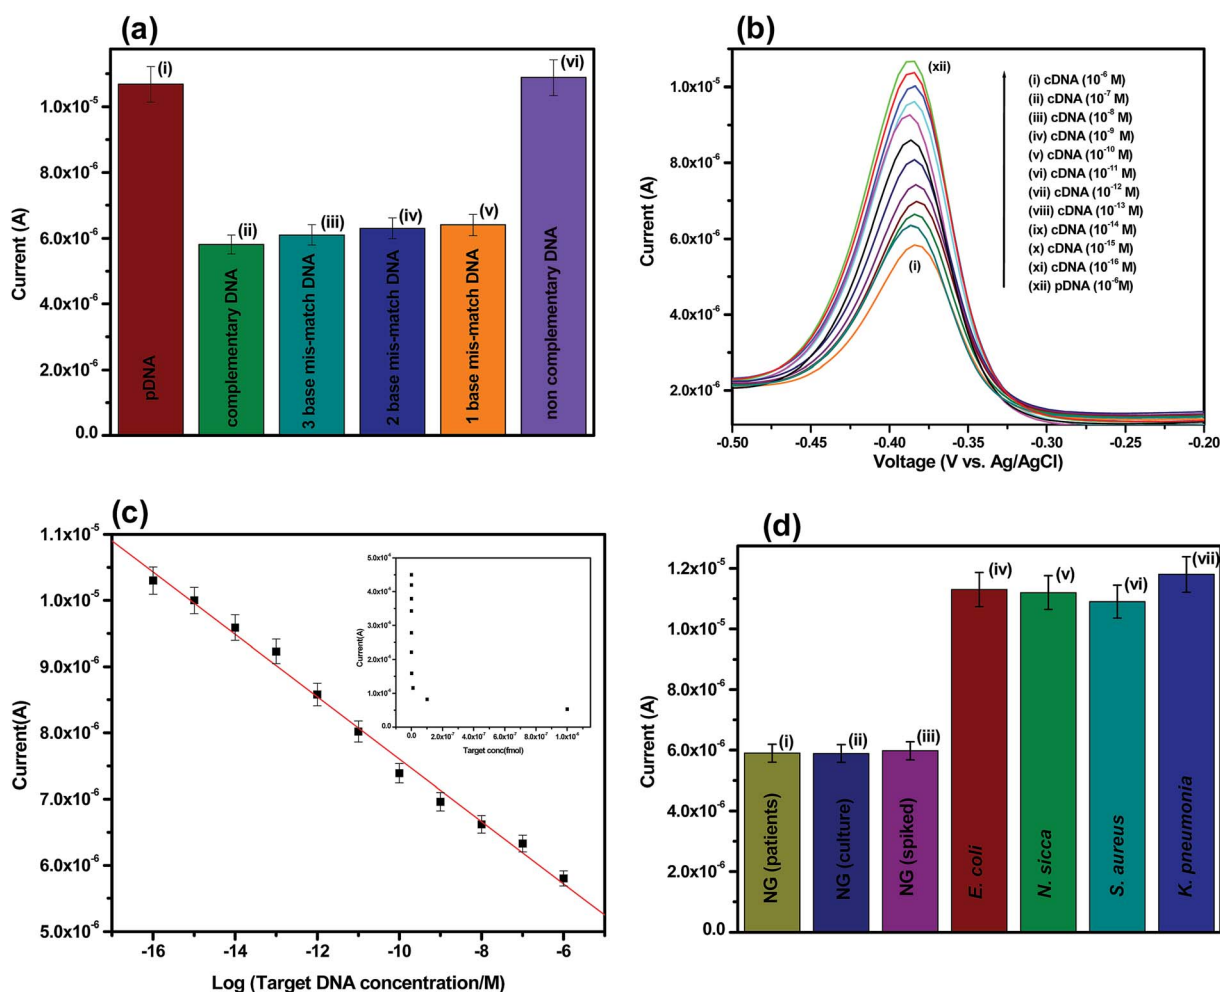 (a)
Current (A)
1.0x10⁻⁵
8.0x10⁻⁶
6.0x10⁻⁶
4.0x10⁻⁶
2.0x10⁻⁶
0.0
(i)
(ii)
(iii)
(iv)
(v)
(vi)
pDNA
complementary DNA
3 base mis-match DNA
2 base mis-match DNA
1 base mis-match DNA
non complementary DNA
(b)
Current (A)
1.0x10⁻⁵
8.0x10⁻⁶
6.0x10⁻⁶
4.0x10⁻⁶
2.0x10⁻⁶
(xii)
(i)
(i) cDNA (10⁻⁶ M)
(ii) cDNA (10⁻⁷ M)
(iii) cDNA (10⁻⁸ M)
(iv) cDNA (10⁻⁹ M)
(v) cDNA (10⁻¹⁰ M)
(vi) cDNA (10⁻¹¹ M)
(vii) cDNA (10⁻¹² M)
(viii) cDNA (10⁻¹³ M)
(ix) cDNA (10⁻¹⁴ M)
(x) cDNA (10⁻¹⁵ M)
(xi) cDNA (10⁻¹⁶ M)
(xii) pDNA (10⁻⁶M)
-0.50 -0.45 -0.40 -0.35 -0.30 -0.25 -0.20
Voltage (V vs. Ag/AgCl)
(c)
Current(A)
1.1x10⁻⁵
1.0x10⁻⁵
9.0x10⁻⁶
8.0x10⁻⁶
7.0x10⁻⁶
6.0x10⁻⁶
5.0x10⁻⁶
-16 -14 -12 -10 -8 -6
Log (Target DNA concentration/M)
Current(A)
0.0
0.0
Target conc(fmol)
(d)
Current (A)
1.2x10⁻⁵
1.0x10⁻⁵
8.0x10⁻⁶
6.0x10⁻⁶
4.0x10⁻⁶
2.0x10⁻⁶
0.0
(i)
(ii)
(iii)
(iv)
(v)
(vi)
(vii)
NG (patients)
NG (culture)
NG (spiked)
E. coli
N. sicca
S. aureus
K. pneumonia